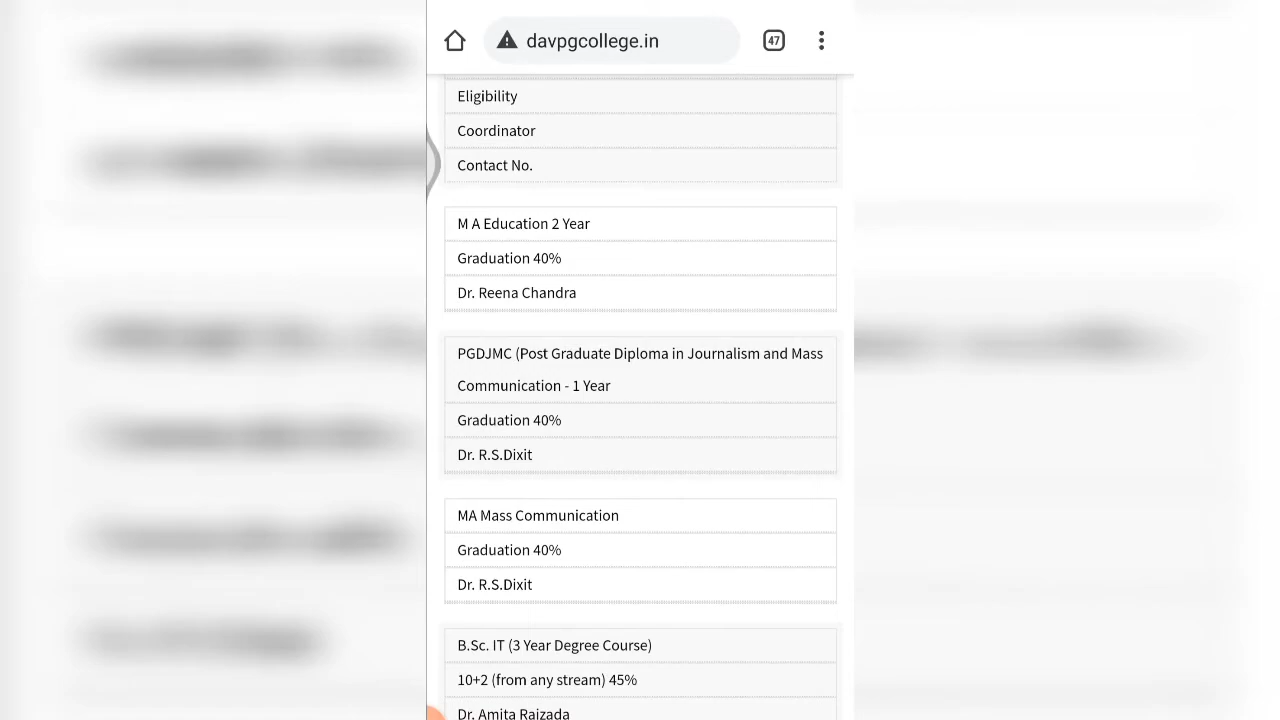 davpgcollege.in
47
Eligibility
Coordinator
Contact No.
M A Education 2 Year
Graduation 40%
Dr. Reena Chandra
PGDJMC (Post Graduate Diploma in Journalism and Mass
Communication - 1 Year
Graduation 40%
Dr. R.S.Dixit
MA Mass Communication
Graduation 40%
Dr. R.S.Dixit
B.Sc. IT (3 Year Degree Course)
10+2 (from any stream) 45%
Dr. Amita Raizada